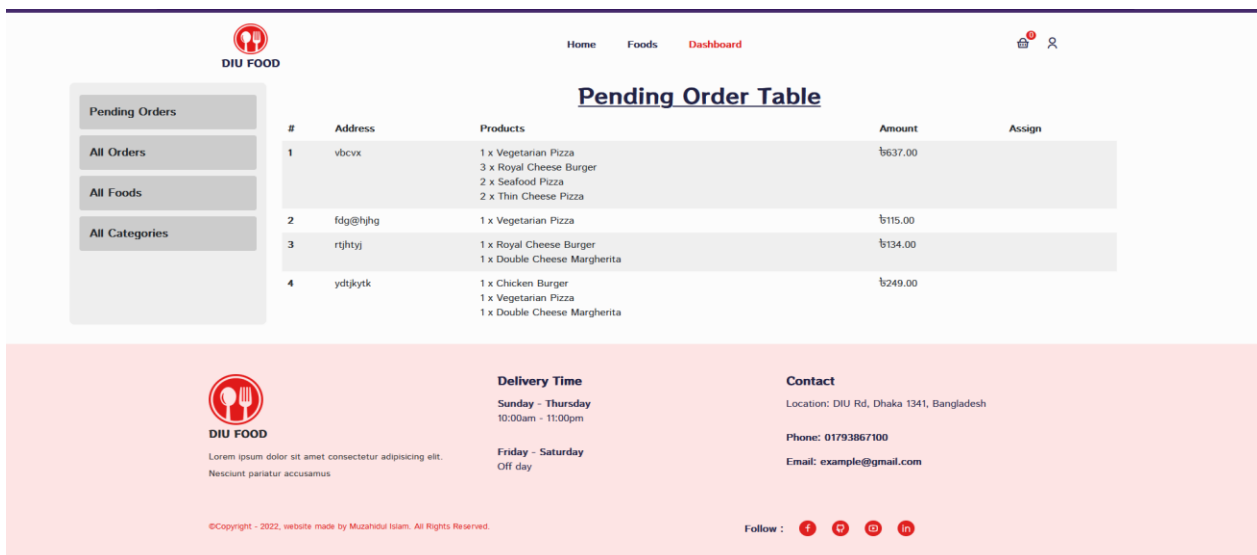 DIU FOOD
Home Foods Dashboard
0
Pending Orders
All Orders
All Foods
All Categories
Pending Order Table
# Address Products Amount Assign
1 vbcvx 1 x Vegetarian Pizza ৳637.00
3 x Royal Cheese Burger
2 x Seafood Pizza
2 x Thin Cheese Pizza
2 fdg@hjhg 1 x Vegetarian Pizza ৳115.00
3 rtjhtyj 1 x Royal Cheese Burger ৳134.00
1 x Double Cheese Margherita
4 ydtjkytk 1 x Chicken Burger ৳249.00
1 x Vegetarian Pizza
1 x Double Cheese Margherita
DIU FOOD
Lorem ipsum dolor sit amet consectetur adipisicing elit.
Nesciunt pariatur accusamus
Delivery Time
Sunday - Thursday
10:00am - 11:00pm
Friday - Saturday
Off day
Contact
Location: DIU Rd, Dhaka 1341, Bangladesh
Phone: 01793867100
Email: example@gmail.com
©Copyright - 2022, website made by Muzahidul Islam. All Rights Reserved.
Follow :